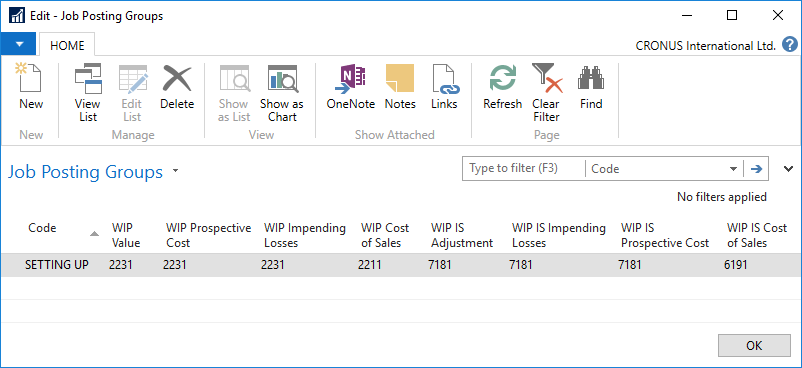 Edit - Job Posting Groups
HOME
CRONUS International Ltd.
?
New
View List
Edit List
Delete
Show as List
Show as Chart
OneNote
Notes
Links
Refresh
Clear Filter
Find
New
Manage
View
Show Attached
Page
Job Posting Groups
Type to filter (F3)
Code
No filters applied
Code
WIP Value
WIP Prospective Cost
WIP Impending Losses
WIP Cost of Sales
WIP IS Adjustment
WIP IS Impending Losses
WIP IS Prospective Cost
WIP IS Cost of Sales
SETTING UP 2231 2231 2231 2211 7181 7181 7181 6191
OK